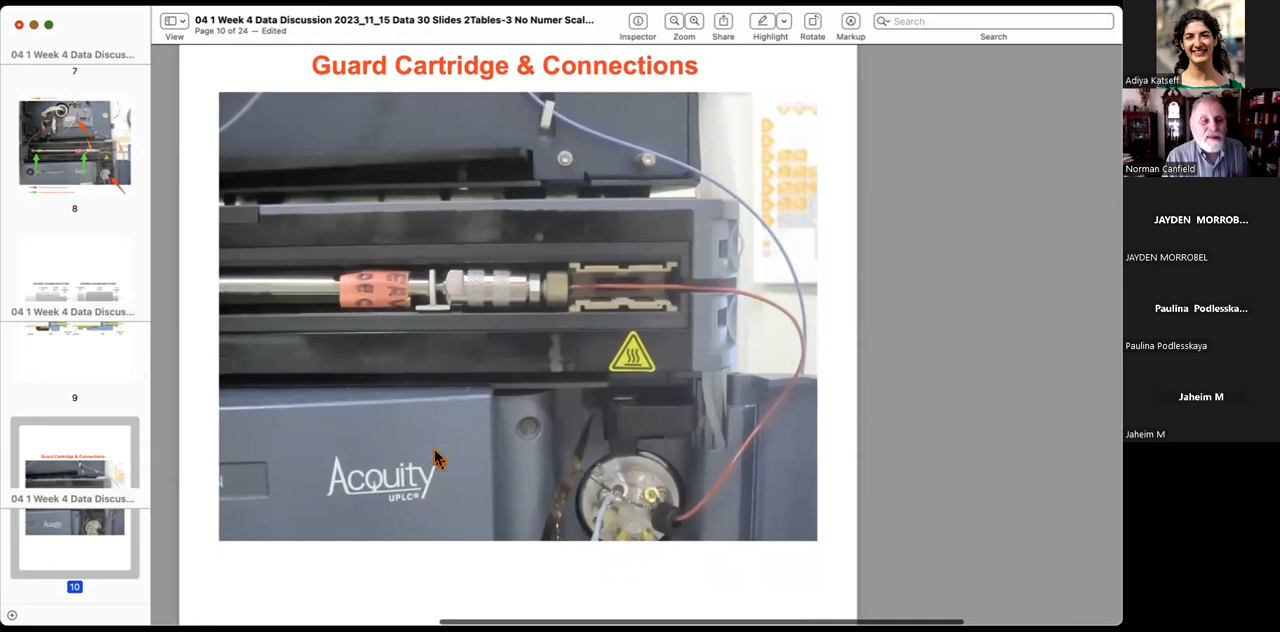 04 1 Week 4 Data Discussion 2023_11_15 Data 30 Slides 2Tables-3 No Numer Scal...
Page 10 of 24 — Edited
View
Inspector
Zoom
Share
Highlight
Rotate
Markup
Search
Search
04 1 Week 4 Data Discus...
7
8
04 1 Week 4 Data Discus...
9
Guard Cartridge & Connections
04 1 Week 4 Data Discus...
10
Guard Cartridge & Connections
Acquity
UPLC®
Adiya Katseff
Norman Canfield
JAYDEN MORROB...
JAYDEN MORROBEL
Paulina Podlesska...
Paulina Podlesskaya
Jaheim M
Jaheim M